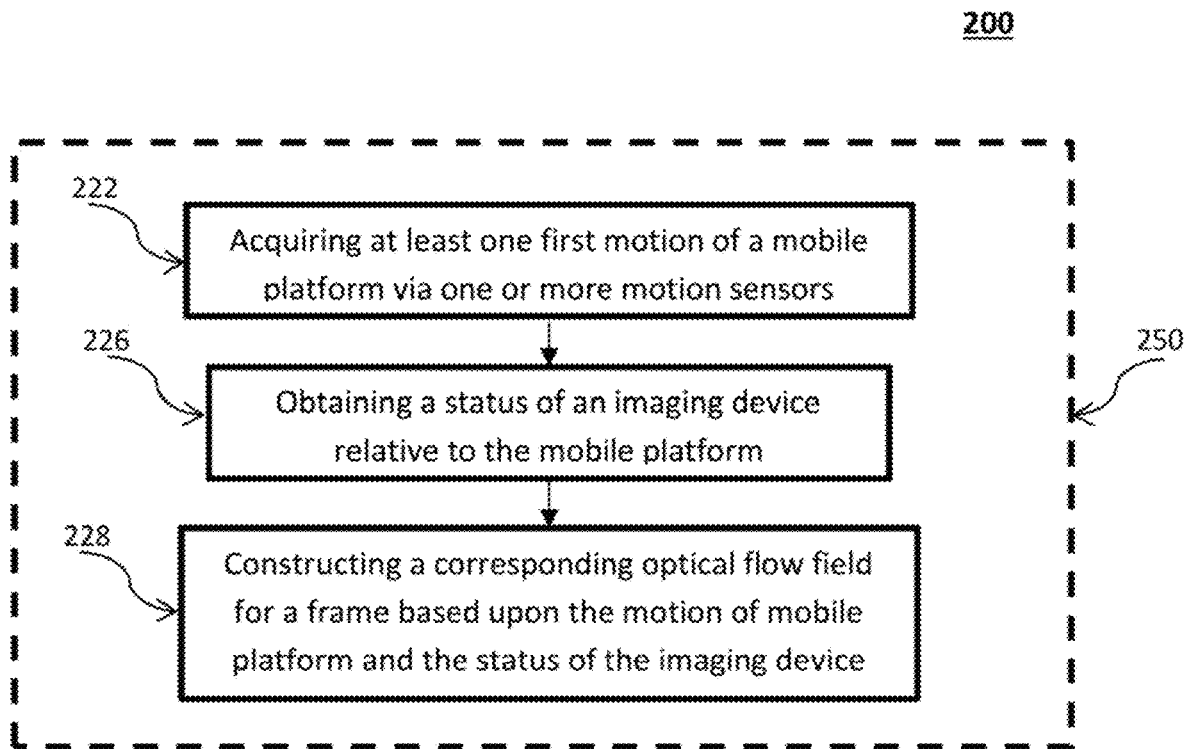 200
222
Acquiring at least one first motion of a mobile
platform via one or more motion sensors
226
250
Obtaining a status of an imaging device
relative to the mobile platform
228
Constructing a corresponding optical flow field
for a frame based upon the motion of mobile
platform and the status of the imaging device